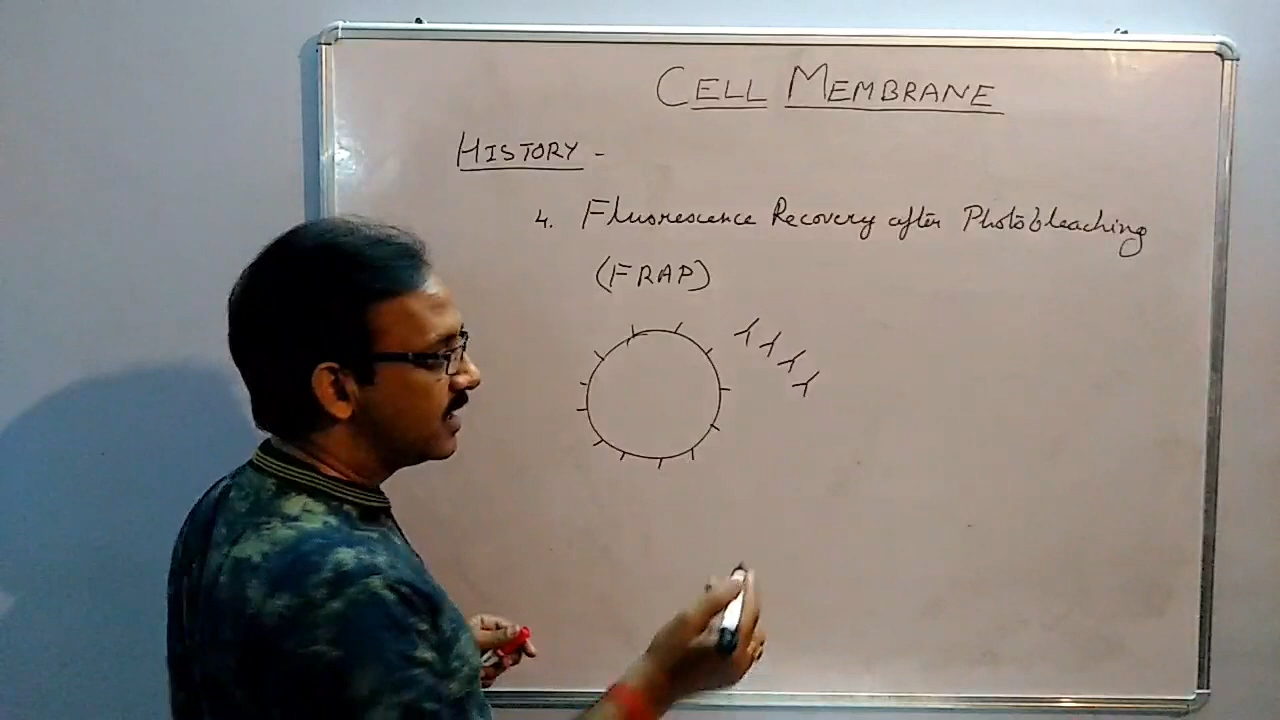 CELL MEMBRANE
HISTORY -
4. Fluorescence Recovery after Photobleaching
(FRAP)